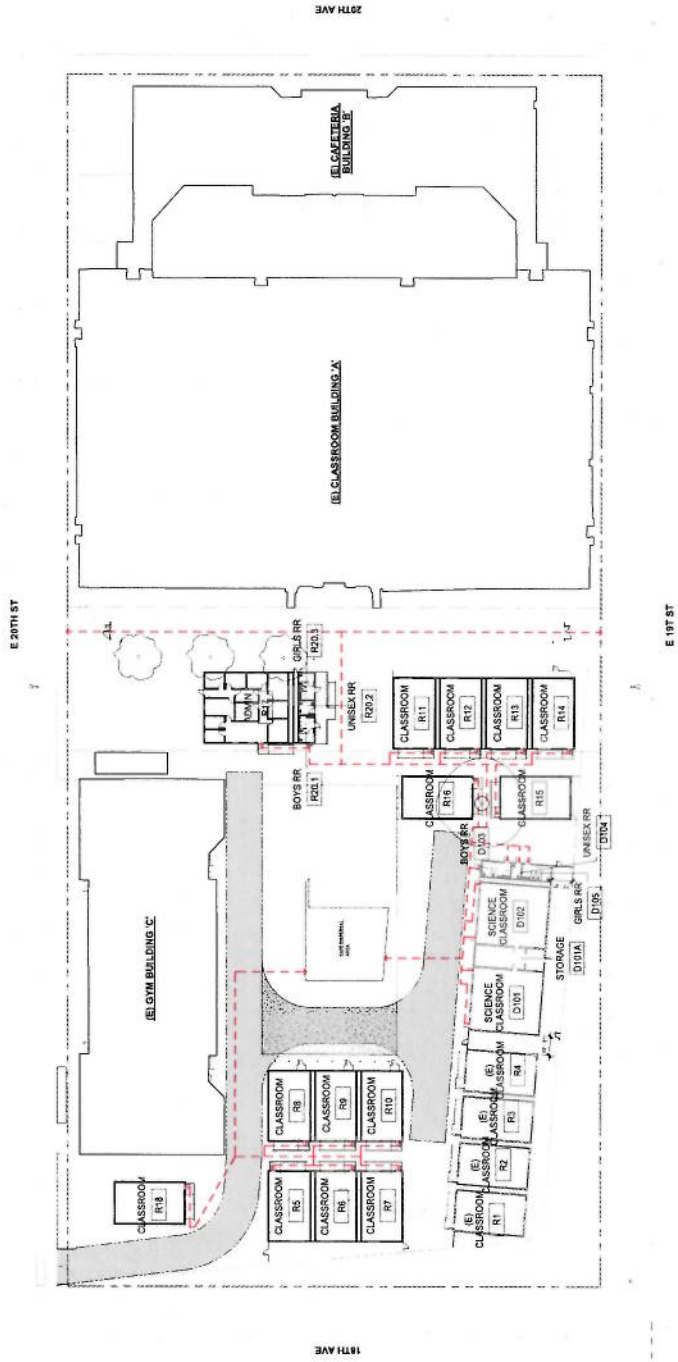 20TH AVE
(E) CAFETERIA
BUILDING 'B'
(E) CLASSROOM BUILDING 'A'
E 20TH ST
E 19T ST
GIRLS RR
R20.3
ADMIN
R17
UNISEX RR
R20.2
BOYS RR
R20.1
CLASSROOM
R11
CLASSROOM
R12
CLASSROOM
R13
CLASSROOM
R14
CLASSROOM
R16
CLASSROOM
R15
BOYS RR
D103
UNISEX RR
D104
GIRLS RR
D105
SCIENCE
CLASSROOM
D102
STORAGE
D101A
SCIENCE
CLASSROOM
D101
(E) GYM BUILDING 'C'
AREA
CLASSROOM
R8
CLASSROOM
R9
CLASSROOM
R10
(E)
CLASSROOM
R4
(E)
CLASSROOM
R3
(E)
CLASSROOM
R2
(E)
CLASSROOM
R1
CLASSROOM
R18
CLASSROOM
R5
CLASSROOM
R6
CLASSROOM
R7
18TH AVE